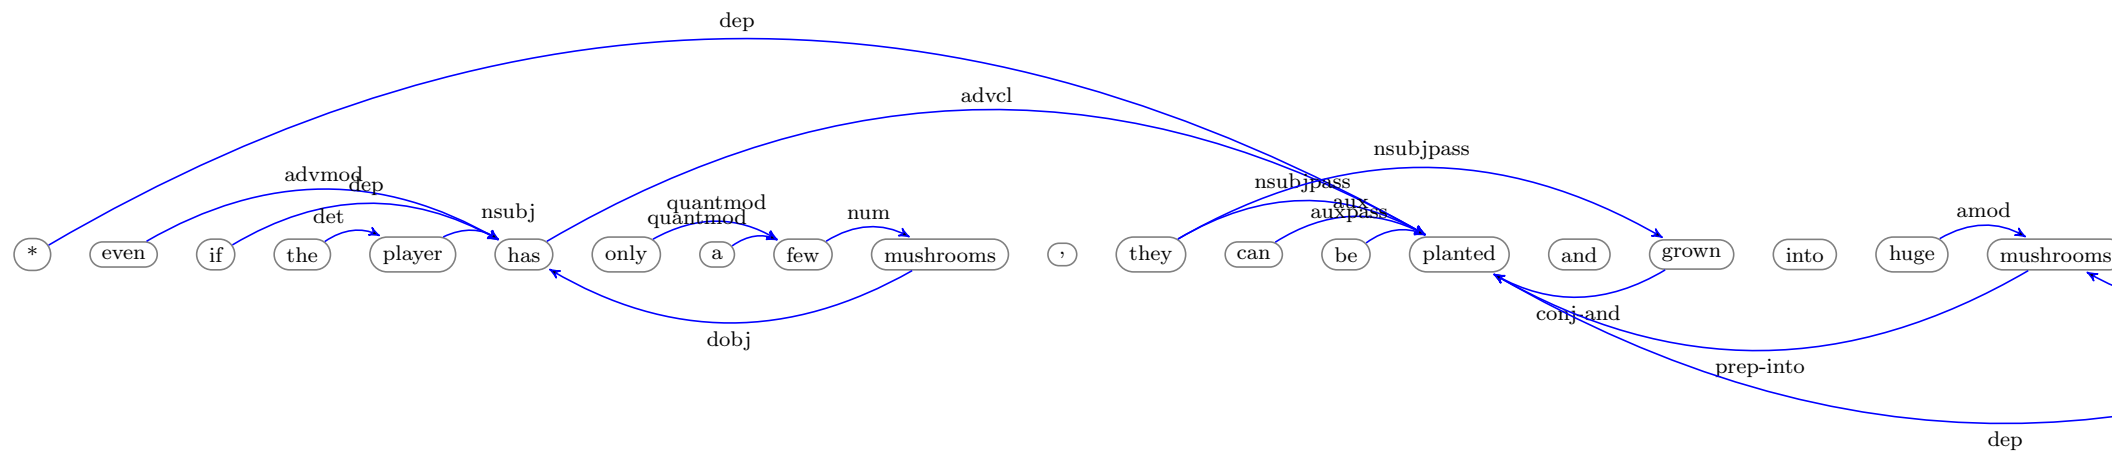 dep
advcl
nsubjpass
advmod
dep
nsubjpass
quantmod
aux
nsubj
auxpass
num
amod
det
quantmod
* even if the player has only a few mushrooms , they can be planted and grown into huge mushrooms
conj-and
dobj
prep-into
dep